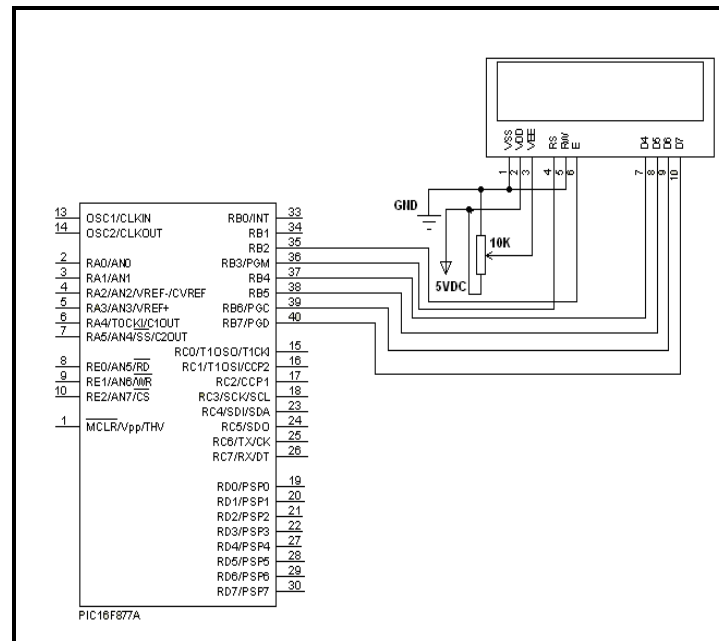 VSS VDD VEE RS RW E D4 D5 D6 D7
1 2 3 4 5 6 7 8 9 10
GND
10K
5VDC
13 OSC1/CLKIN RB0/INT 33
14 OSC2/CLKOUT RB1 34
RB2 35
2 RA0/AN0 RB3/PGM 36
3 RA1/AN1 RB4 37
4 RA2/AN2/VREF-/CVREF RB5 38
5 RA3/AN3/VREF+ RB6/PGC 39
6 RA4/T0CKI/C1OUT RB7/PGD 40
7 RA5/AN4/SS/C2OUT
RC0/T1OSO/T1CKI 15
8 RE0/AN5/RD RC1/T1OSI/CCP2 16
9 RE1/AN6/WR RC2/CCP1 17
10 RE2/AN7/CS RC3/SCK/SCL 18
RC4/SDI/SDA 23
1 MCLR/Vpp/THV RC5/SDO 24
RC6/TX/CK 25
RC7/RX/DT 26
RD0/PSP0 19
RD1/PSP1 20
RD2/PSP2 21
RD3/PSP3 22
RD4/PSP4 27
RD5/PSP5 28
RD6/PSP6 29
RD7/PSP7 30
PIC16F877A